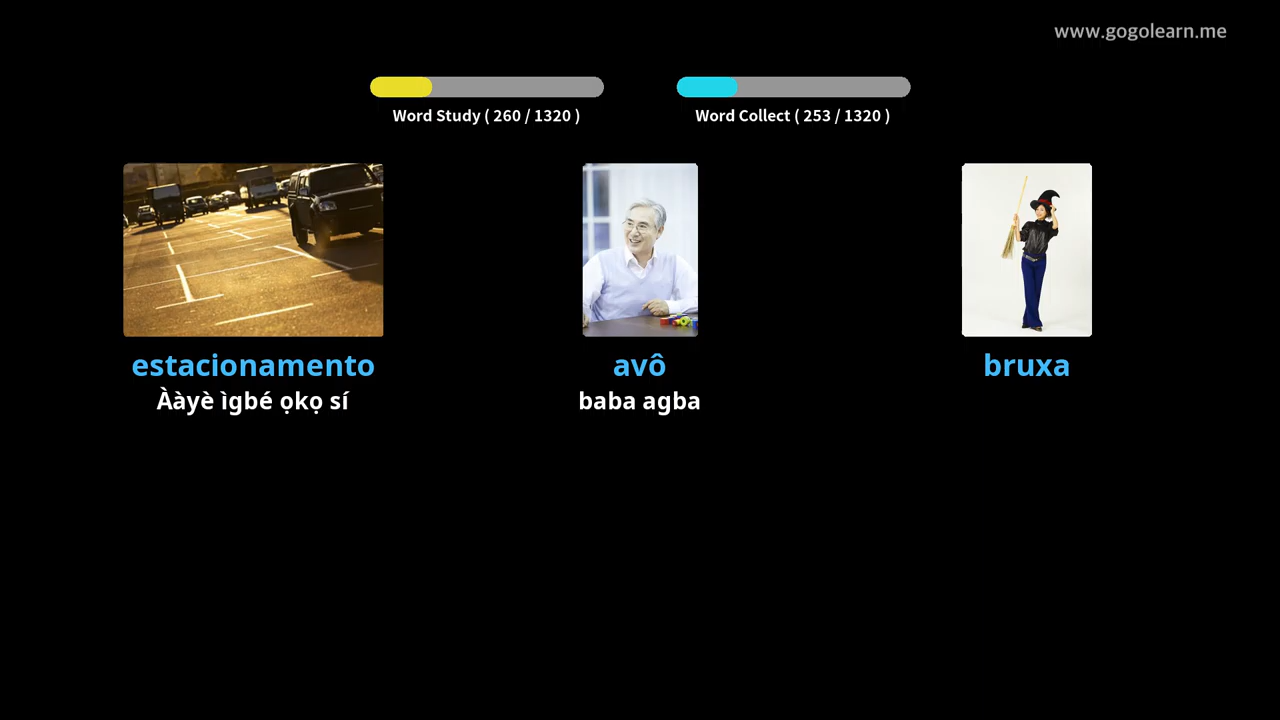 www.gogolearn.me
Word Study ( 260 / 1320 )
Word Collect ( 253 / 1320 )
estacionamento
avô
bruxa
Ààyè ìgbé ọkọ sí
baba agba